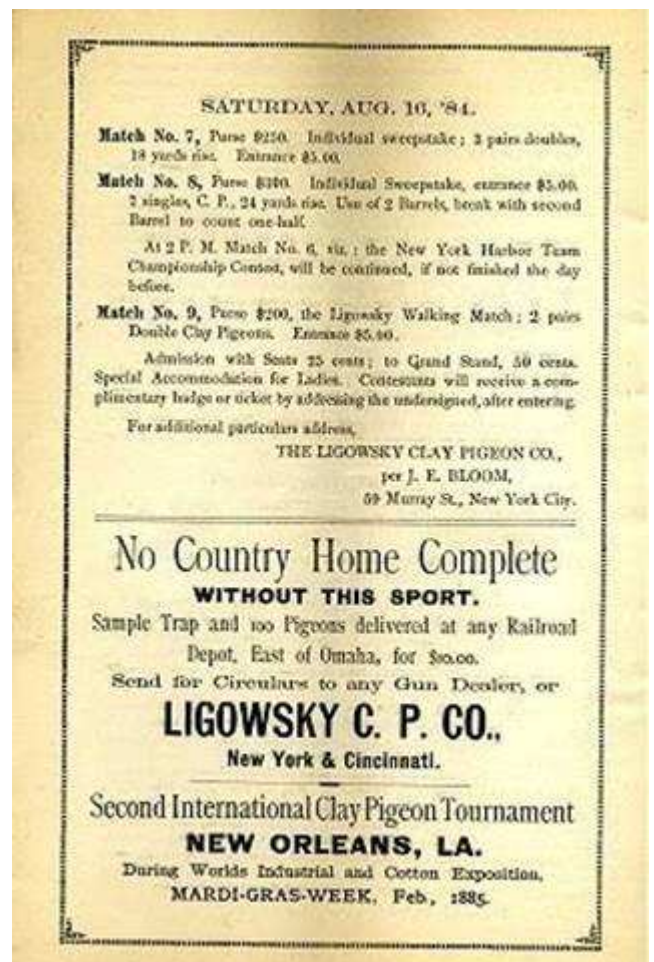 SATURDAY, AUG. 16, '84.
Match No. 7, Purse $250. Individual sweepstake; 3 pairs doubles,
18 yards rise. Entrance $5.00.
Match No. 8, Purse $300. Individual Sweepstake, entrance $5.00.
7 singles, C. P., 24 yards rise. Use of 2 Barrels, break with second
Barrel to count one-half.
At 2 P. M. Match No. 6, viz.: the New York Harbor Team
Championship Contest, will be continued, if not finished the day
before.
Match No. 9, Purse $200, the Ligowsky Walking Match; 2 pairs
Double Clay Pigeons. Entrance $5.00.
Admission with Seats 25 cents; to Grand Stand, 50 cents.
Special Accommodation for Ladies. Contestants will receive a com-
plimentary badge or ticket by addressing the undersigned, after entering.
For additional particulars address,
THE LIGOWSKY CLAY PIGEON CO.,
per J. E. BLOOM,
59 Murray St., New York City.
No Country Home Complete
WITHOUT THIS SPORT.
Sample Trap and 100 Pigeons delivered at any Railroad
Depot, East of Omaha, for $10.00.
Send for Circulars to any Gun Dealer, or
LIGOWSKY C. P. CO.,
New York & Cincinnati.
Second International Clay Pigeon Tournament
NEW ORLEANS, LA.
During Worlds Industrial and Cotton Exposition,
MARDI-GRAS-WEEK, Feb., 1885.